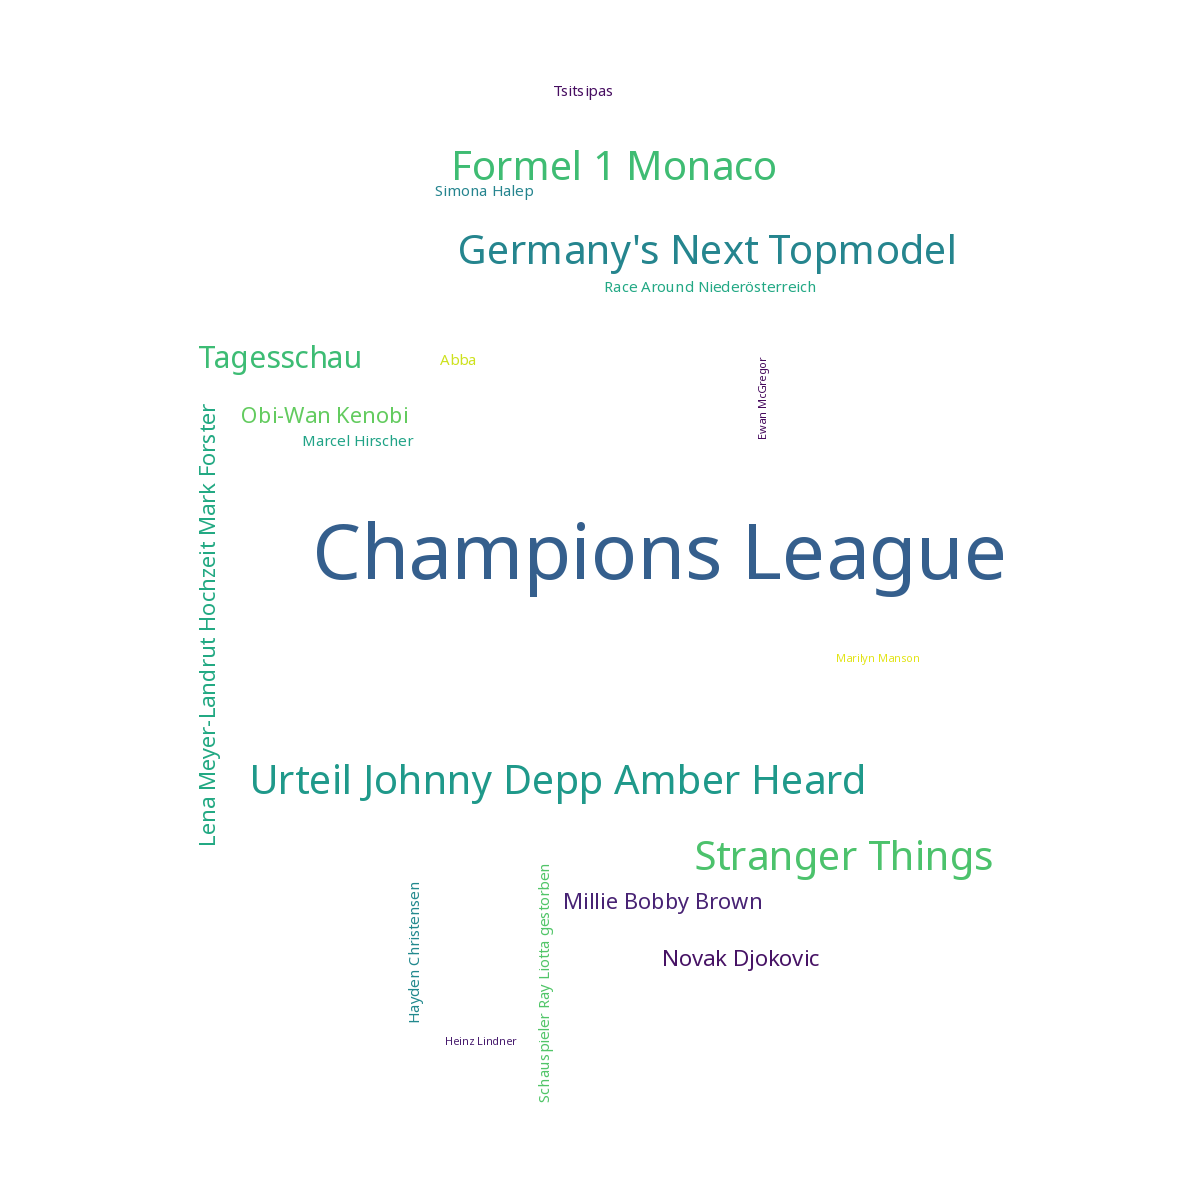 Tsitsipas
Formel 1 Monaco
Simona Halep
Germany's Next Topmodel
Race Around Niederösterreich
Tagesschau
Abba
Ewan McGregor
Obi-Wan Kenobi
Marcel Hirscher
Lena Meyer-Landrut Hochzeit Mark Forster
Champions League
Marilyn Manson
Urteil Johnny Depp Amber Heard
Stranger Things
Millie Bobby Brown
Hayden Christensen
Schauspieler Ray Liotta gestorben
Novak Djokovic
Heinz Lindner